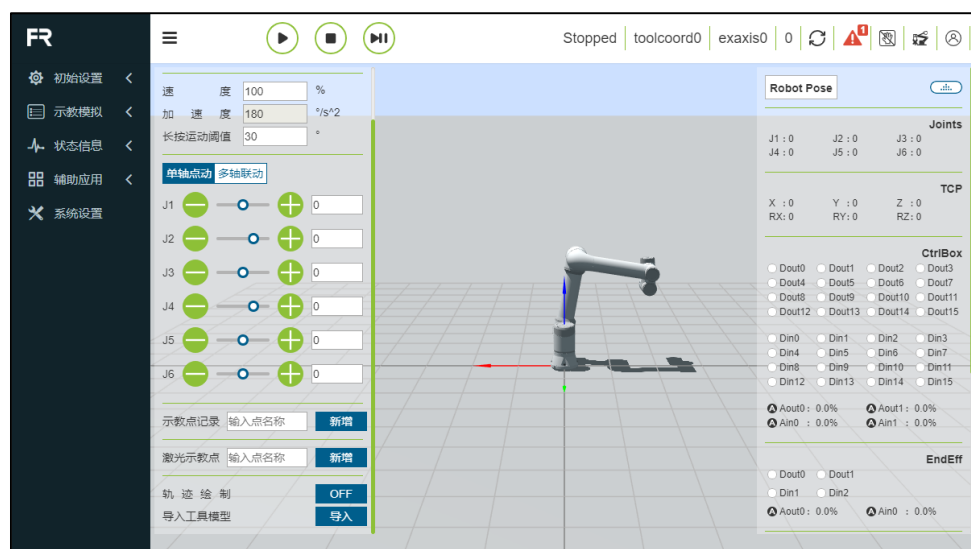 FR
Stopped toolcoord0 exaxis0 0 1
初始设置
示教模拟
状态信息
辅助应用
系统设置
速 度 100 %
加 速 度 180 °/s^2
长按运动阈值 30 °
单轴点动 多轴联动
J1 0
J2 0
J3 0
J4 0
J5 0
J6 0
示教点记录 输入点名称 新增
激光示教点 输入点名称 新增
轨 迹 绘 制 OFF
导入工具模型 导入
Robot Pose
Joints
J1 : 0 J2 : 0 J3 : 0
J4 : 0 J5 : 0 J6 : 0
TCP
X : 0 Y : 0 Z : 0
RX: 0 RY: 0 RZ: 0
CtrlBox
Dout0 Dout1 Dout2 Dout3
Dout4 Dout5 Dout6 Dout7
Dout8 Dout9 Dout10 Dout11
Dout12 Dout13 Dout14 Dout15
Din0 Din1 Din2 Din3
Din4 Din5 Din6 Din7
Din8 Din9 Din10 Din11
Din12 Din13 Din14 Din15
A Aout0 : 0.0% A Aout1 : 0.0%
A Ain0 : 0.0% A Ain1 : 0.0%
EndEff
Dout0 Dout1
Din1 Din2
A Aout0 : 0.0% A Ain0 : 0.0%